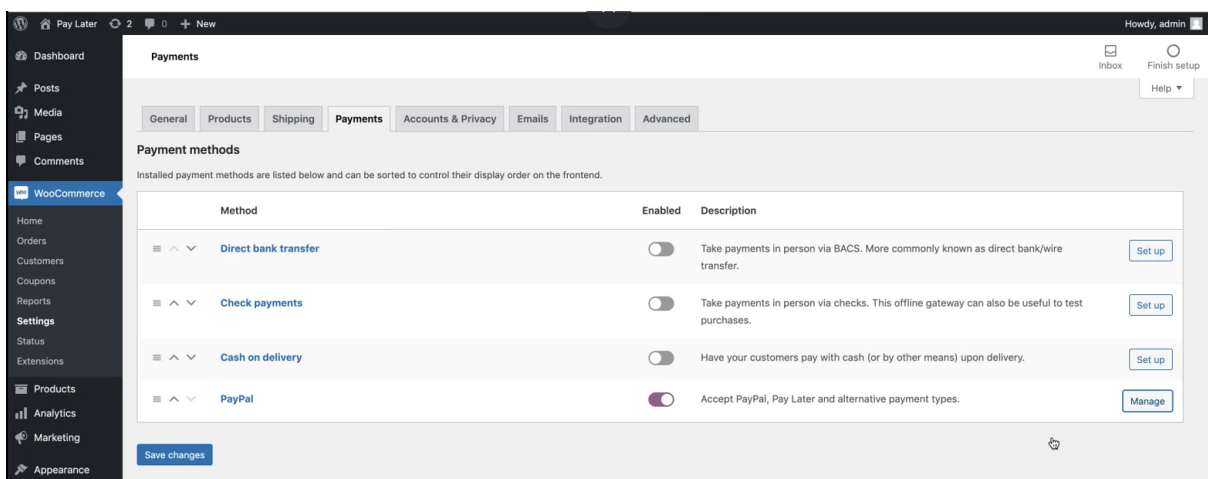 Pay Later 2 0 + New Howdy, admin
Dashboard
Posts
Media
Pages
Comments
WooCommerce
Home
Orders
Customers
Coupons
Reports
Settings
Status
Extensions
Products
Analytics
Marketing
Appearance
Payments
Inbox Finish setup
Help ▼
General Products Shipping Payments Accounts & Privacy Emails Integration Advanced
Payment methods
Installed payment methods are listed below and can be sorted to control their display order on the frontend.
Method Enabled Description
Direct bank transfer Take payments in person via BACS. More commonly known as direct bank/wire
transfer. Set up
Check payments Take payments in person via checks. This offline gateway can also be useful to test
purchases. Set up
Cash on delivery Have your customers pay with cash (or by other means) upon delivery. Set up
PayPal Accept PayPal, Pay Later and alternative payment types. Manage
Save changes